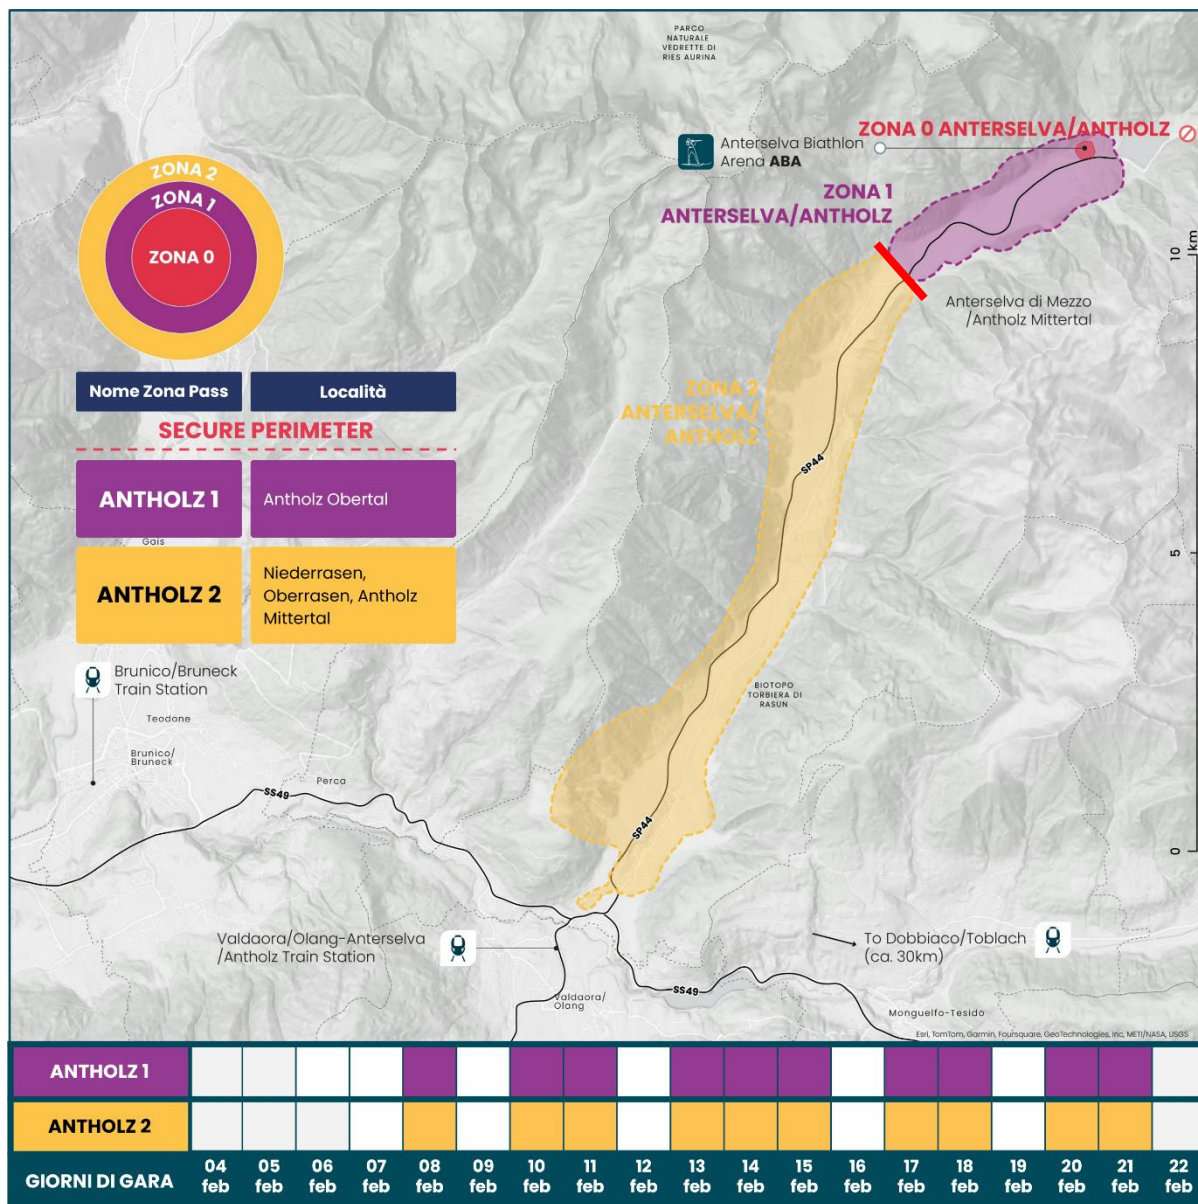 PARCO
NATURALE
VEDRETTE DI
RIES AURINA
ZONA 0 ANTERSELVA/ANTHOLZ
Anterselva Biathlon
Arena ABA
ZONA 1
ANTERSELVA/ANTHOLZ
ZONA 2
ZONA 1
ZONA 0
10
km
Anterselva di Mezzo
/Antholz Mittertal
Nome Zona Pass
Località
SECURE PERIMETER
ZONA 2
ANTERSELVA/
ANTHOLZ
SP44
ANTHOLZ 1
Antholz Obertal
Gais
5
ANTHOLZ 2
Niederrasen,
Oberrasen, Antholz
Mittertal
Brunico/Bruneck
Train Station
BIOTOPO
TORBIERA DI
RASUN
Teodone
Brunico/
Bruneck
Perca
SS49
SP44
0
Valdaora/Olang-Anterselva
/Antholz Train Station
To Dobbiaco/Toblach
(ca. 30km)
SS49
Valdaora/
Olang
Monguelfo-Tesido
Esri, TomTom, Garmin, Foursquare, GeoTechnologies, Inc, METI/NASA, USGS
ANTHOLZ 1
ANTHOLZ 2
GIORNI DI GARA
04 feb
05 feb
06 feb
07 feb
08 feb
09 feb
10 feb
11 feb
12 feb
13 feb
14 feb
15 feb
16 feb
17 feb
18 feb
19 feb
20 feb
21 feb
22 feb